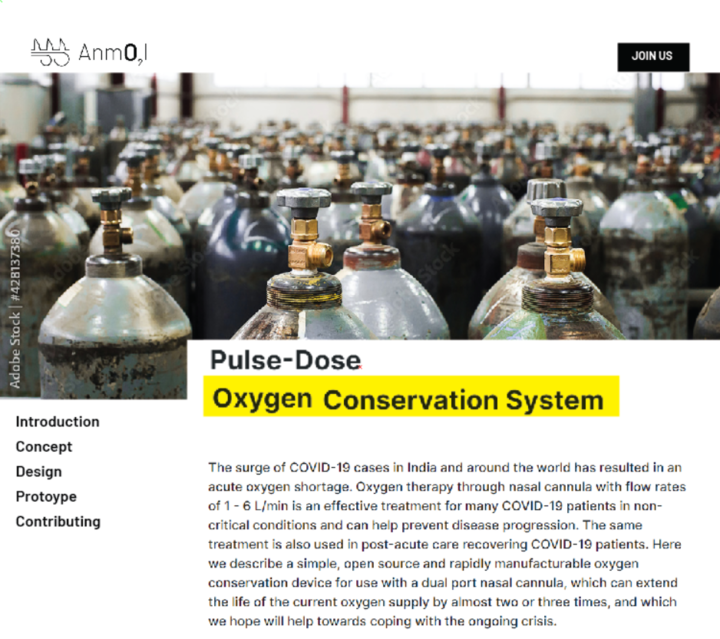 AnmO2l
JOIN US
Adobe Stock | #428137380
Pulse-Dose
Oxygen Conservation System
Introduction
Concept
Design
Protoype
Contributing
The surge of COVID-19 cases in India and around the world has resulted in an
acute oxygen shortage. Oxygen therapy through nasal cannula with flow rates
of 1 - 6 L/min is an effective treatment for many COVID-19 patients in non-
critical conditions and can help prevent disease progression. The same
treatment is also used in post-acute care recovering COVID-19 patients. Here
we describe a simple, open source and rapidly manufacturable oxygen
conservation device for use with a dual port nasal cannula, which can extend
the life of the current oxygen supply by almost two or three times, and which
we hope will help towards coping with the ongoing crisis.